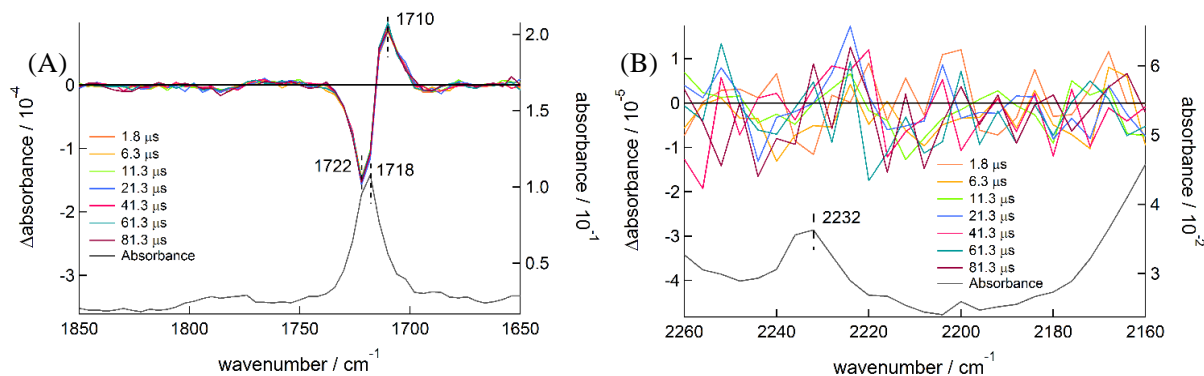 (A)
Δabsorbance / 10⁻⁴
0
-1
-2
-3
1710
1722
1718
1.8 μs
6.3 μs
11.3 μs
21.3 μs
41.3 μs
61.3 μs
81.3 μs
Absorbance
2.0
1.5
1.0
0.5
absorbance / 10⁻¹
1850
1800
1750
1700
1650
wavenumber / cm⁻¹
(B)
Δabsorbance / 10⁻⁵
1
0
-1
-2
-3
-4
2232
1.8 μs
6.3 μs
11.3 μs
21.3 μs
41.3 μs
61.3 μs
81.3 μs
Absorbance
6
5
4
3
absorbance / 10⁻²
2260
2240
2220
2200
2180
2160
wavenumber / cm⁻¹